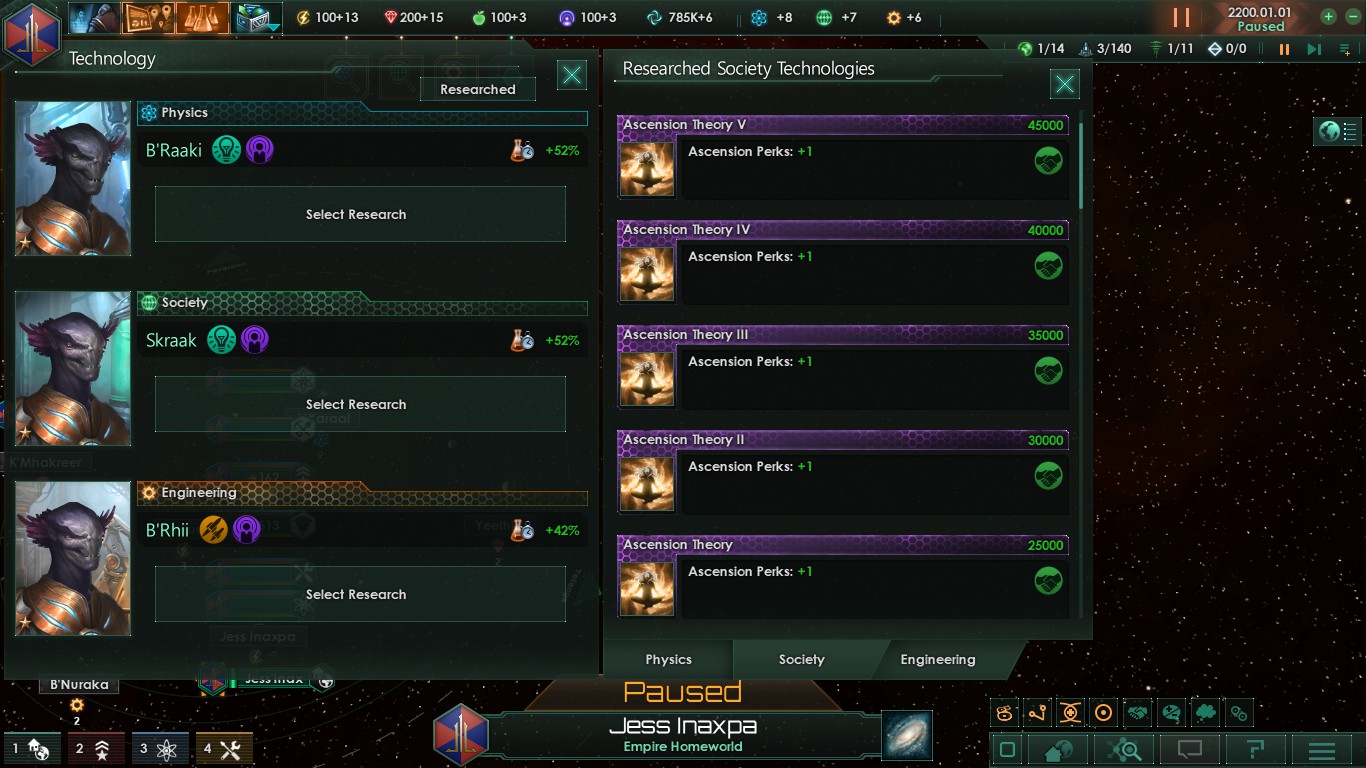 100+13
200+15
100+3
100+3
785K+6
+8
+7
+6
2200.01.01
Paused
1/14
3/140
1/11
0/0
Technology
Researched
Physics
B'Raaki
+52%
Select Research
Society
Skraak
+52%
Select Research
K'Mhakreer
Engineering
B'Rhii
+42%
Select Research
Jess Inaxpa
Researched Society Technologies
Ascension Theory V
45000
Ascension Perks: +1
Ascension Theory IV
40000
Ascension Perks: +1
Ascension Theory III
35000
Ascension Perks: +1
Ascension Theory II
30000
Ascension Perks: +1
Ascension Theory
25000
Ascension Perks: +1
Physics
Society
Engineering
B'Nuraka
2
Paused
Jess Inaxpa
Empire Homeworld
1
2
3
4